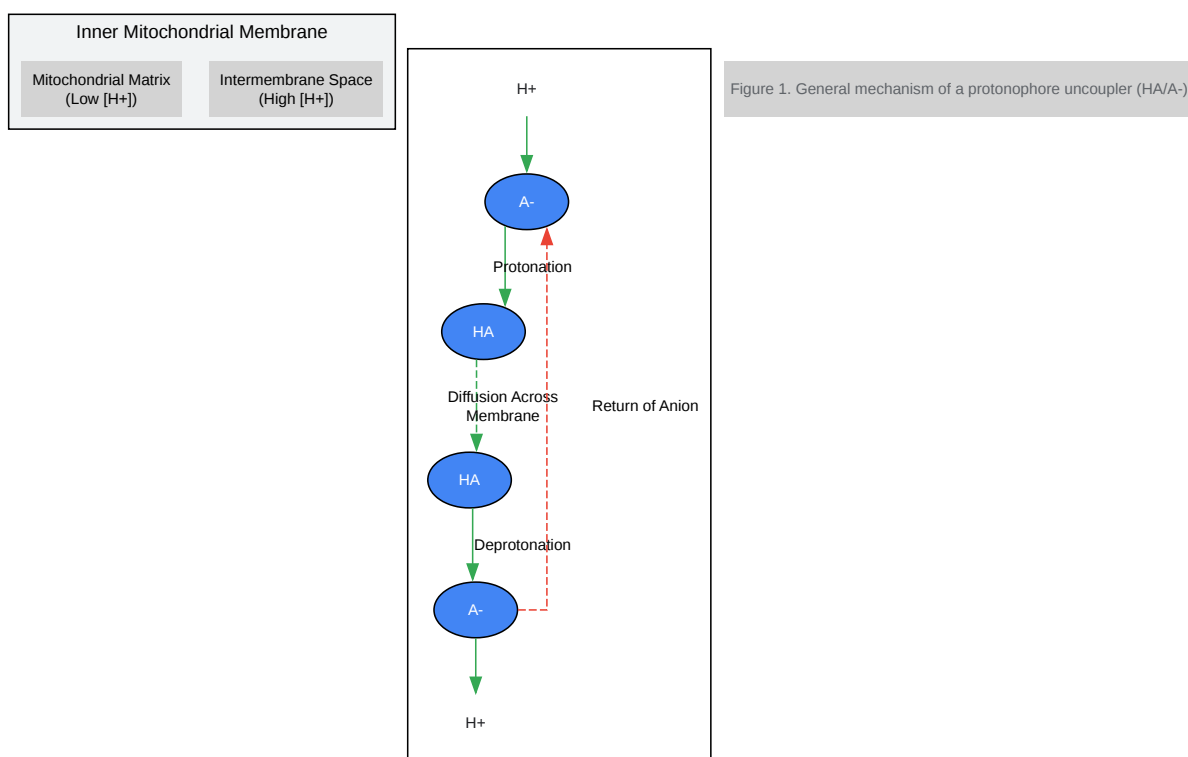 Inner Mitochondrial Membrane
Mitochondrial Matrix
(Low [H+])
Intermembrane Space
(High [H+])
H+
A-
Protonation
HA
Diffusion Across
Membrane
Return of Anion
HA
Deprotonation
A-
H+
Figure 1. General mechanism of a protonophore uncoupler (HA/A-)